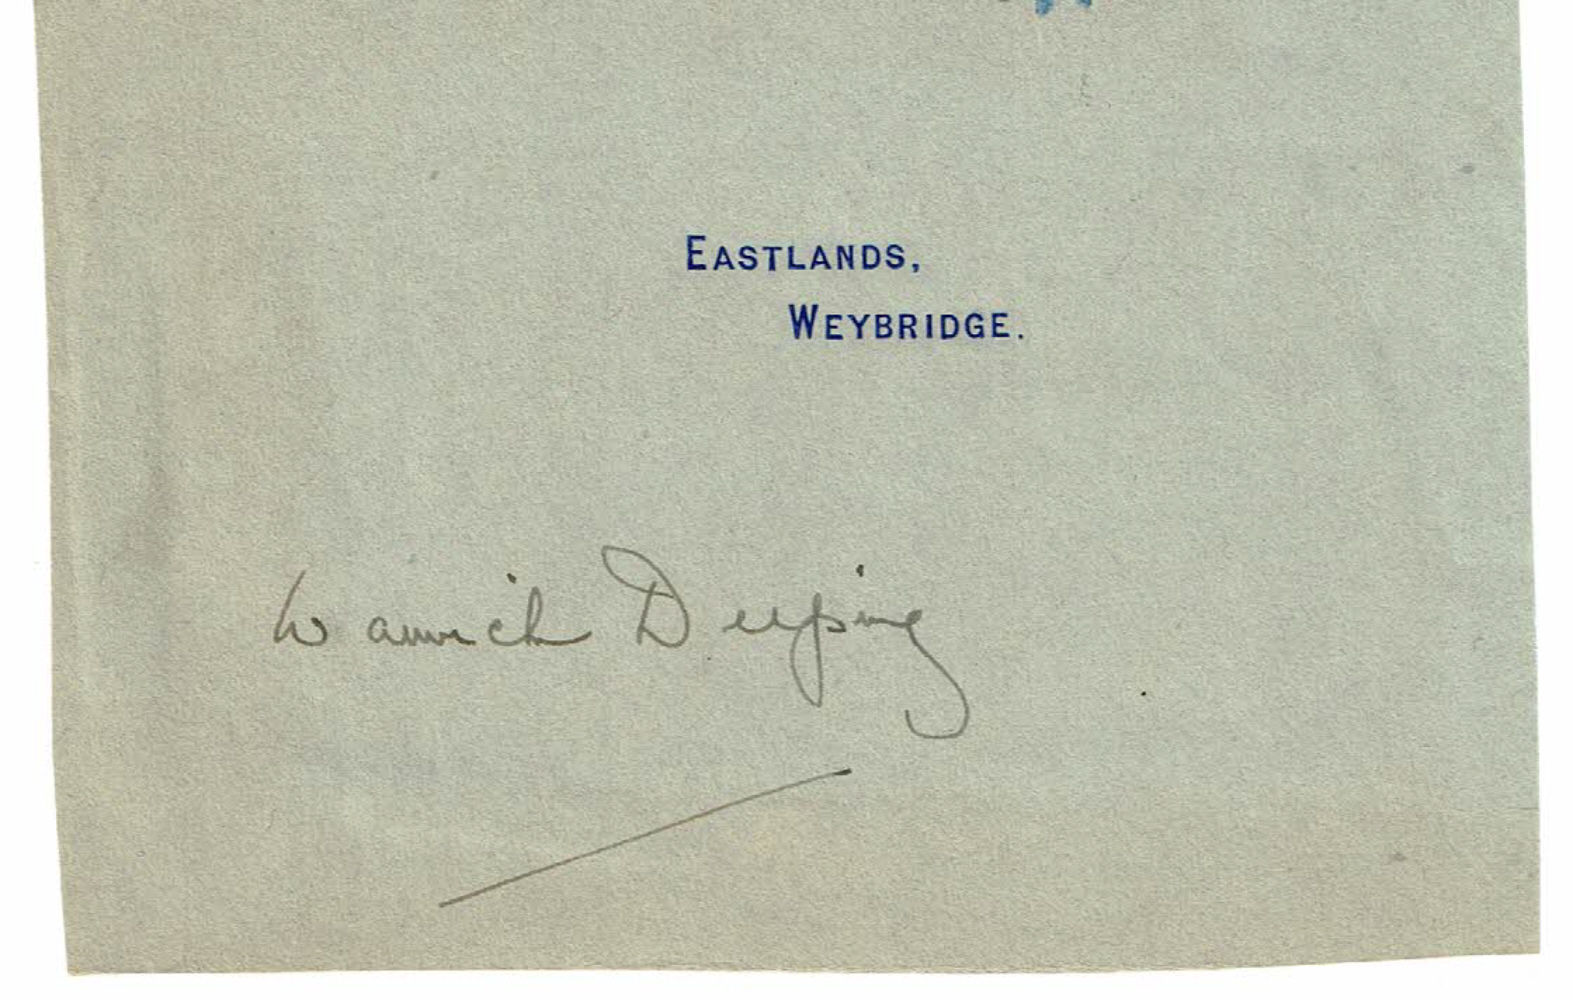 EASTLANDS,
WEYBRIDGE.
Warwick Deeping